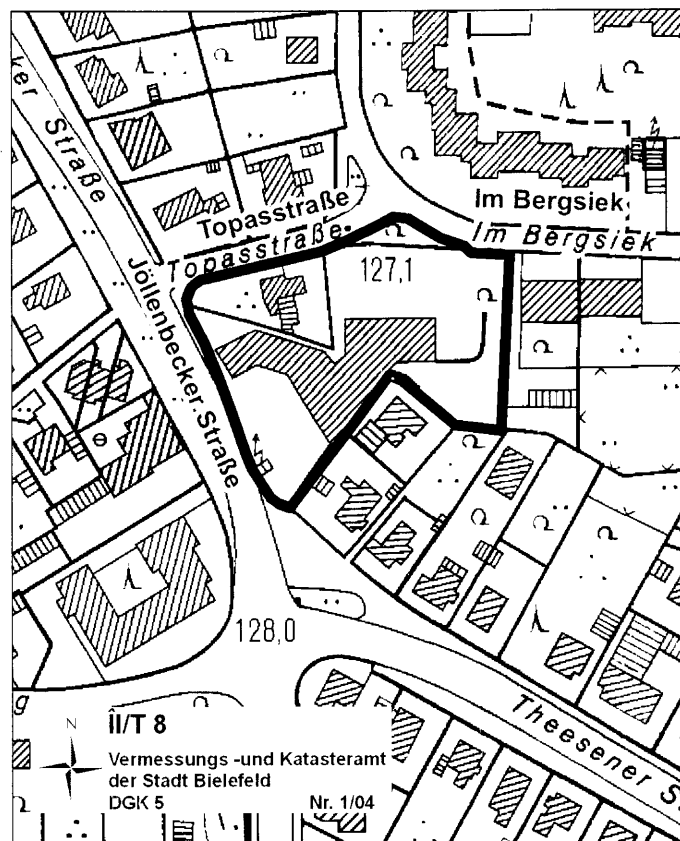 ker Straße
Topasstraße
Topasstraße
Im Bergsiek
Im Bergsiek
127,1
Jöllenbecker Straße
128,0
Theesener S
g
N
II/T 8
Vermessungs -und Katasteramt
der Stadt Bielefeld
DGK 5 Nr. 1/04